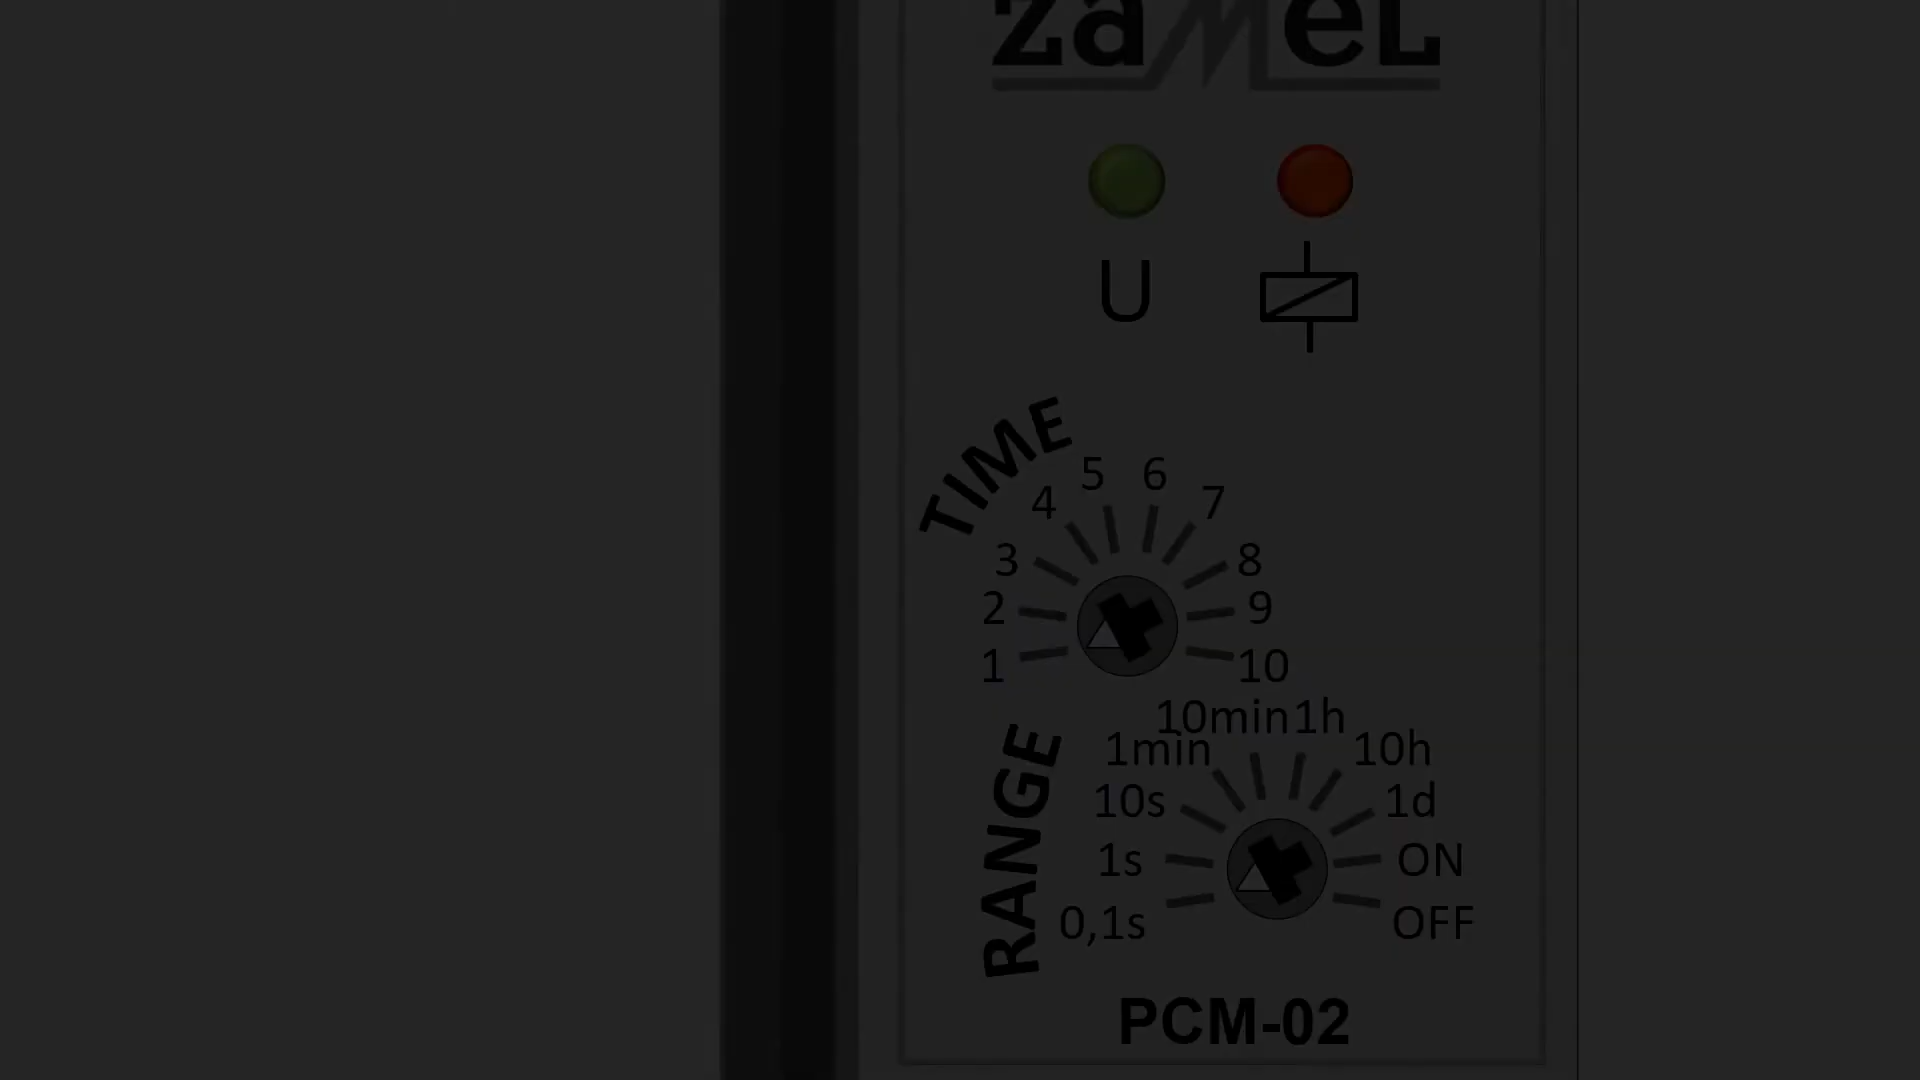 zaMeL
U
TIME
1 2 3 4 5 6 7 8 9 10
RANGE
0,1s 1s 10s 1min 10min 1h 10h 1d ON OFF
PCM-02